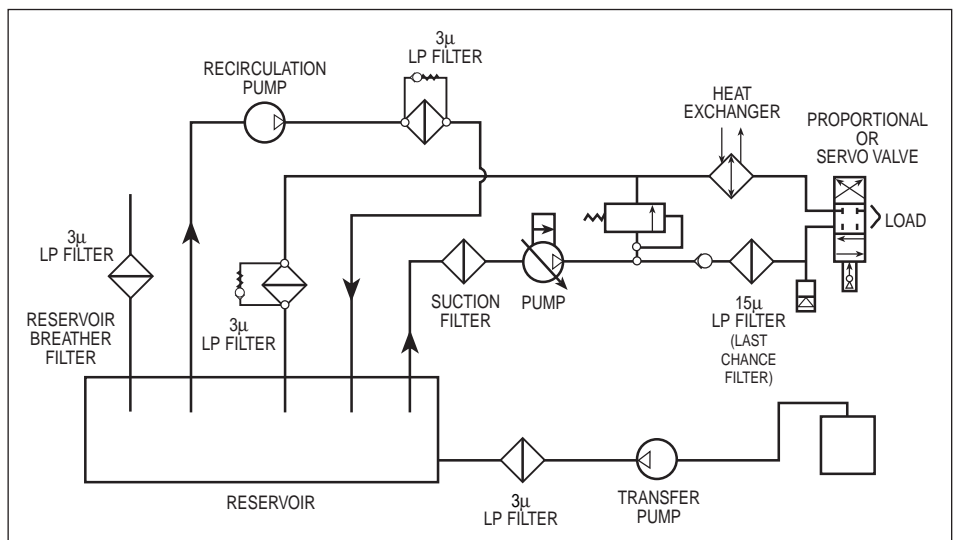 3μ
LP FILTER
RECIRCULATION
PUMP
HEAT
EXCHANGER
PROPORTIONAL
OR
SERVO VALVE
LOAD
3μ
LP FILTER
RESERVOIR
BREATHER
FILTER
3μ
LP FILTER
SUCTION
FILTER
PUMP
15μ
LP FILTER
(LAST
CHANCE
FILTER)
RESERVOIR
3μ
LP FILTER
TRANSFER
PUMP